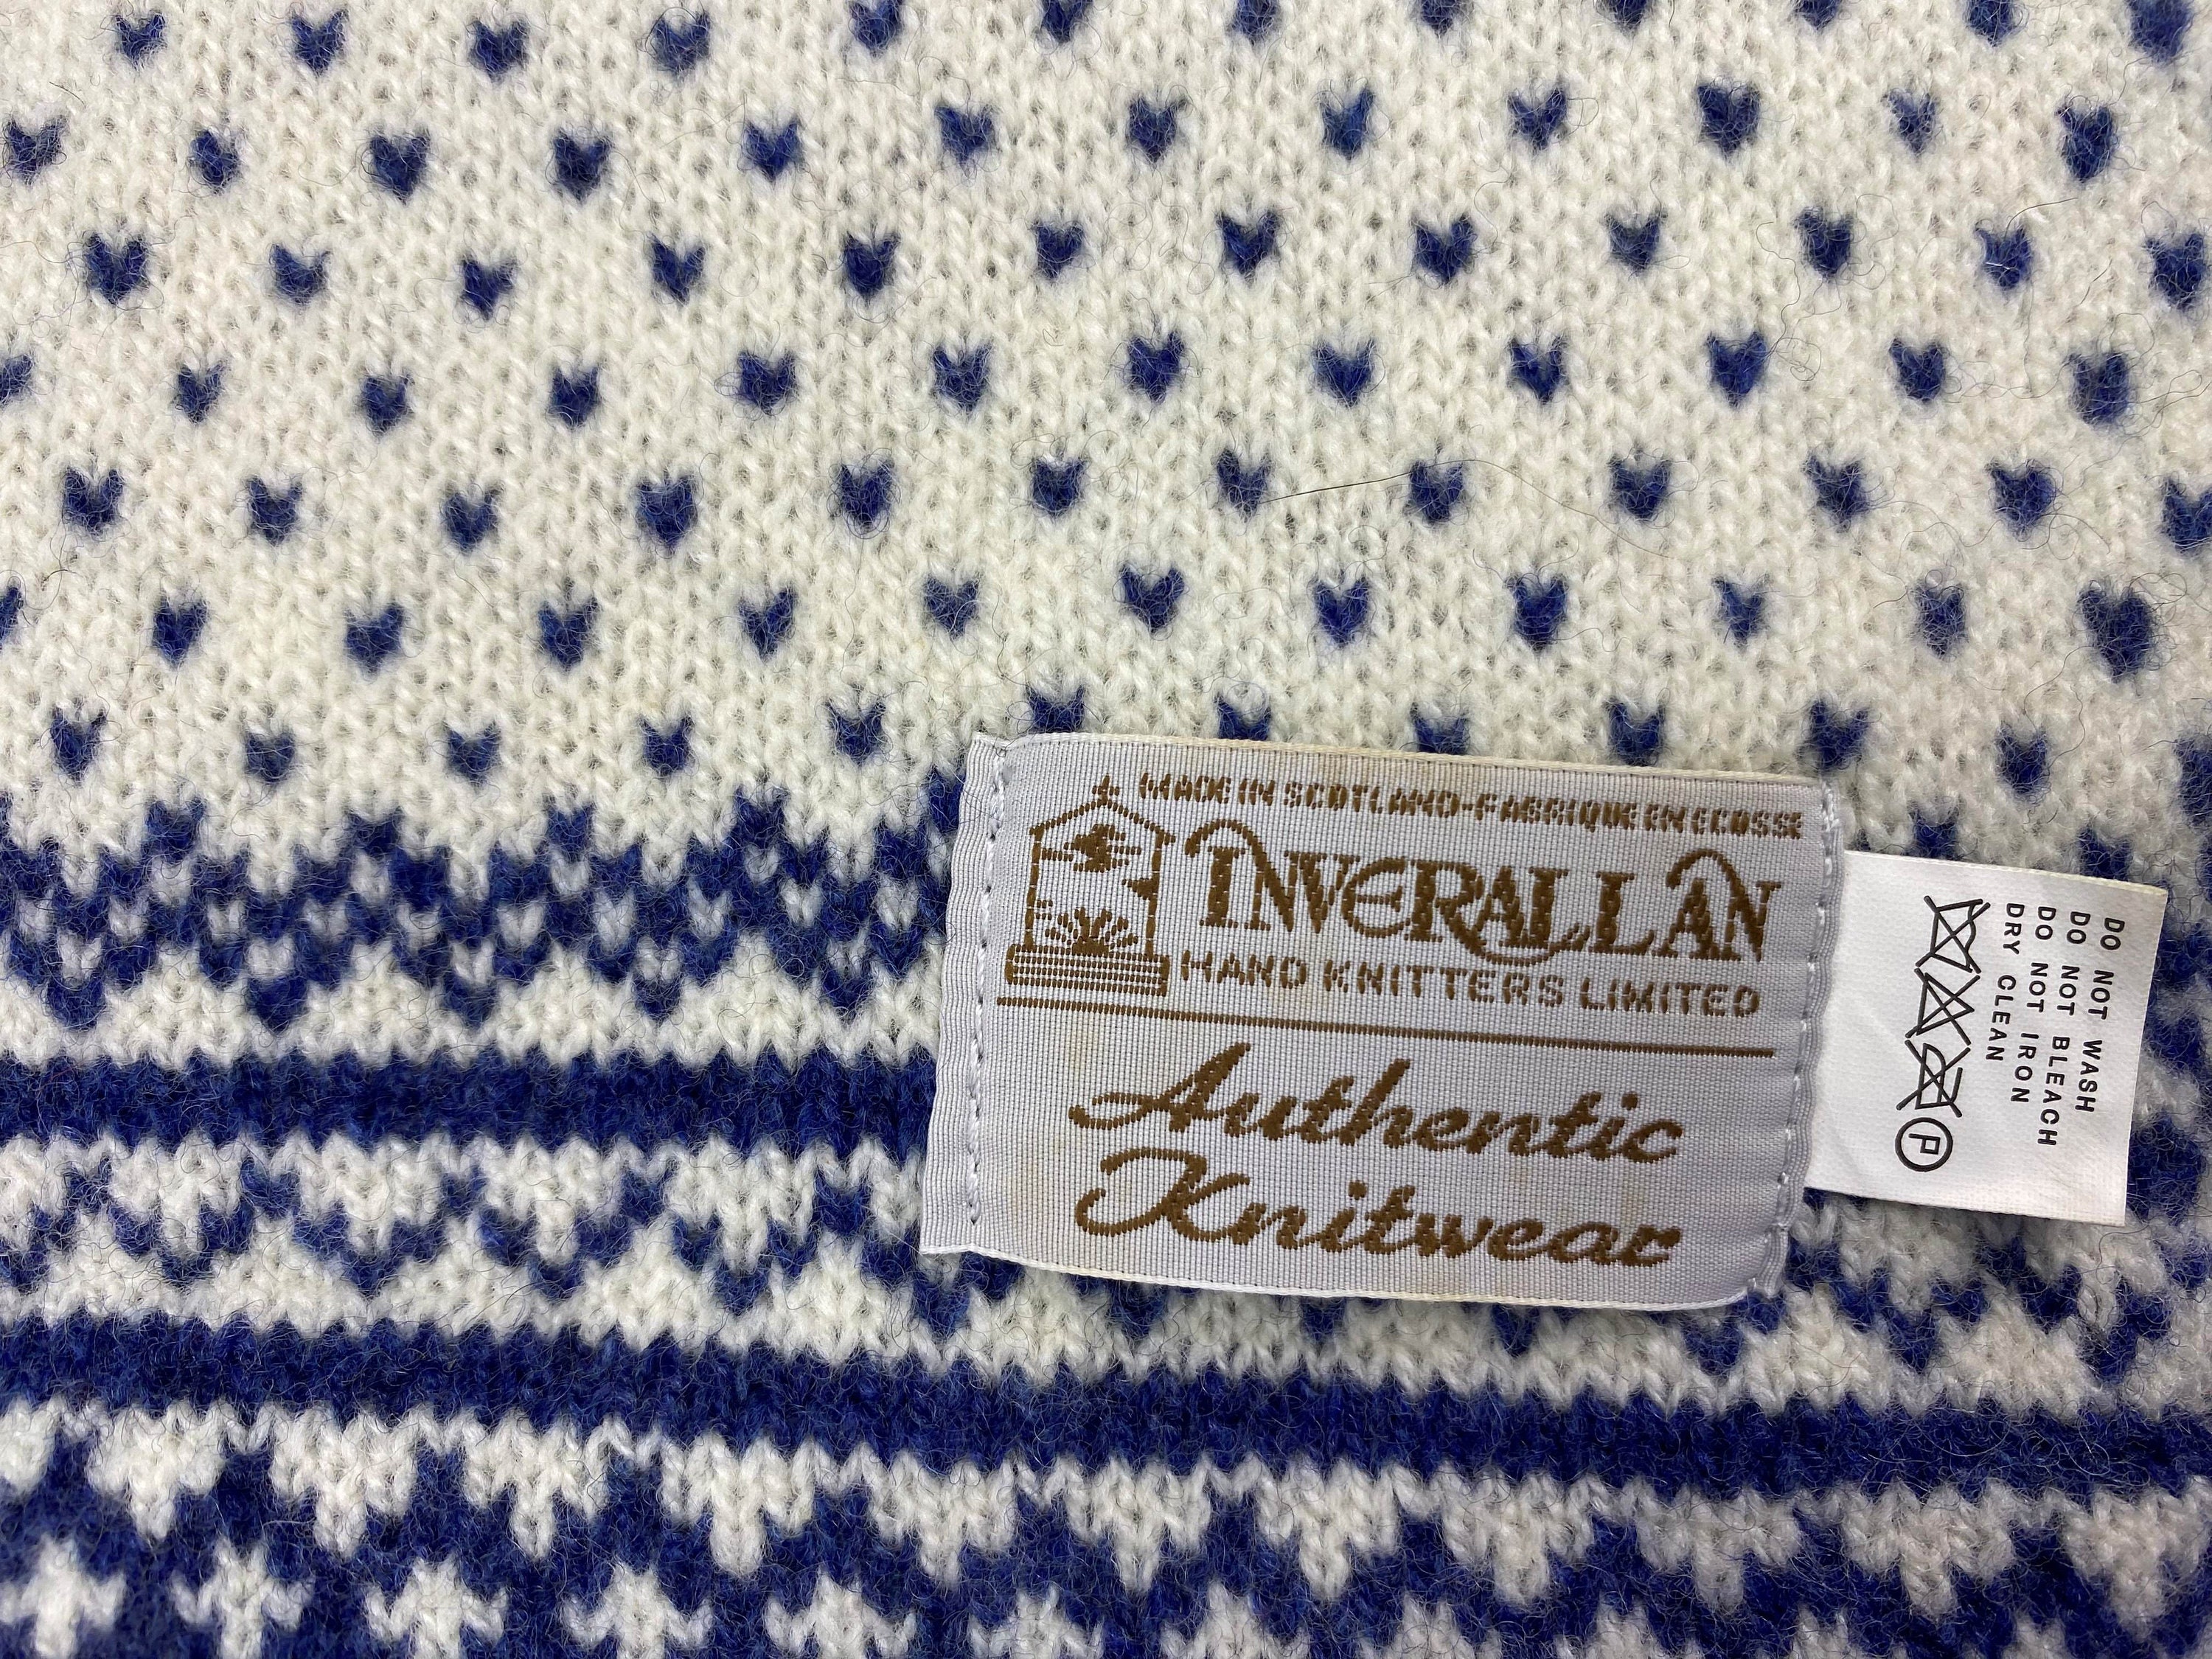 MADE IN SCOTLAND-FABRIQUE EN ECOSSE
INVERALLAN
HAND KNITTERS LIMITED
Authentic
Knitwear
DO NOT WASH
DO NOT BLEACH
DO NOT IRON
DRY CLEAN
P